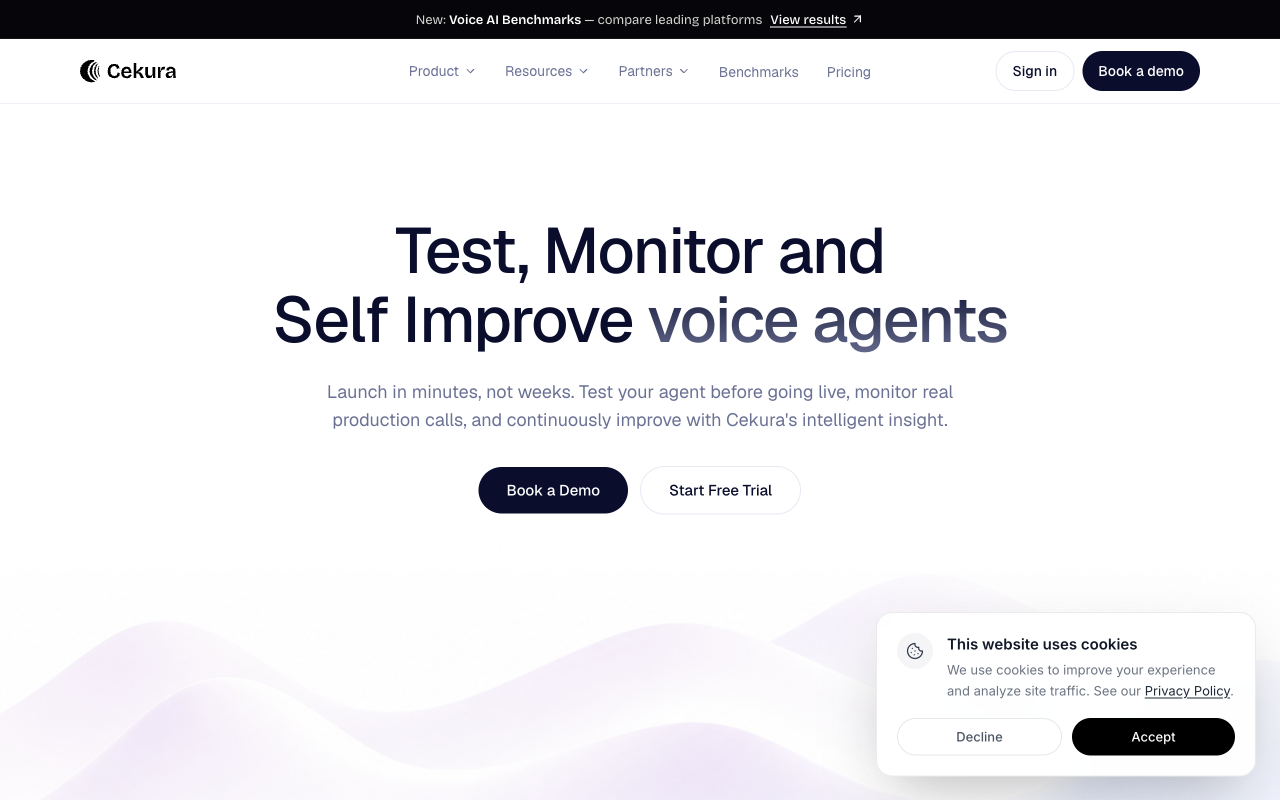 New: Voice AI Benchmarks — compare leading platforms View results
Cekura
Product
Resources
Partners
Benchmarks
Pricing
Sign in
Book a demo
Test, Monitor and
Self Improve voice agents
Launch in minutes, not weeks. Test your agent before going live, monitor real
production calls, and continuously improve with Cekura's intelligent insight.
Book a Demo
Start Free Trial
This website uses cookies
We use cookies to improve your experience
and analyze site traffic. See our Privacy Policy.
Decline
Accept